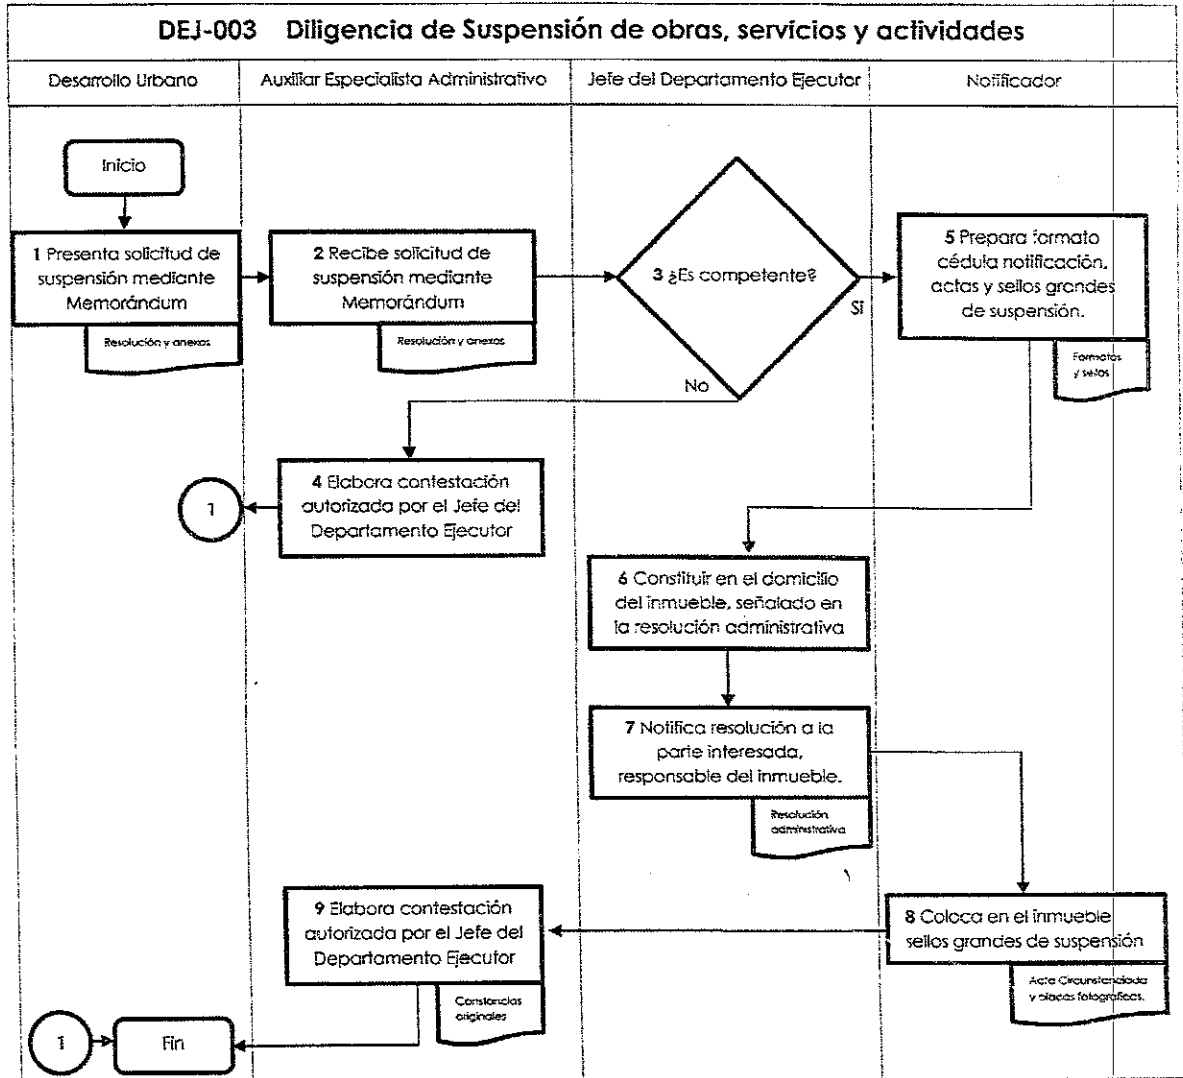 DEJ-003 Diligencia de Suspensión de obras, servicios y actividades
Desarrollo Urbano
Auxiliar Especialista Administrativo
Jefe del Departamento Ejecutor
Notificador
Inicio
1 Presenta solicitud de
suspensión mediante
Memorándum
Resolución y anexos
2 Recibe solicitud de
suspensión mediante
Memorándum
Resolución y anexos
3 ¿Es competente?
Si
No
5 Prepara formato
cédula notificación,
actas y sellos grandes
de suspensión.
Formatos
y sellos
4 Elabora contestación
autorizada por el Jefe del
Departamento Ejecutor
1
6 Constituir en el domicilio
del inmueble, señalado en
la resolución administrativa
7 Notifica resolución a la
parte interesada,
responsable del inmueble.
Resolución
administrativa
8 Coloca en el inmueble
sellos grandes de suspensión
Acta Circunstanciada
y placas fotograficas.
9 Elabora contestación
autorizada por el Jefe del
Departamento Ejecutor
Constancias
originales
1
Fin